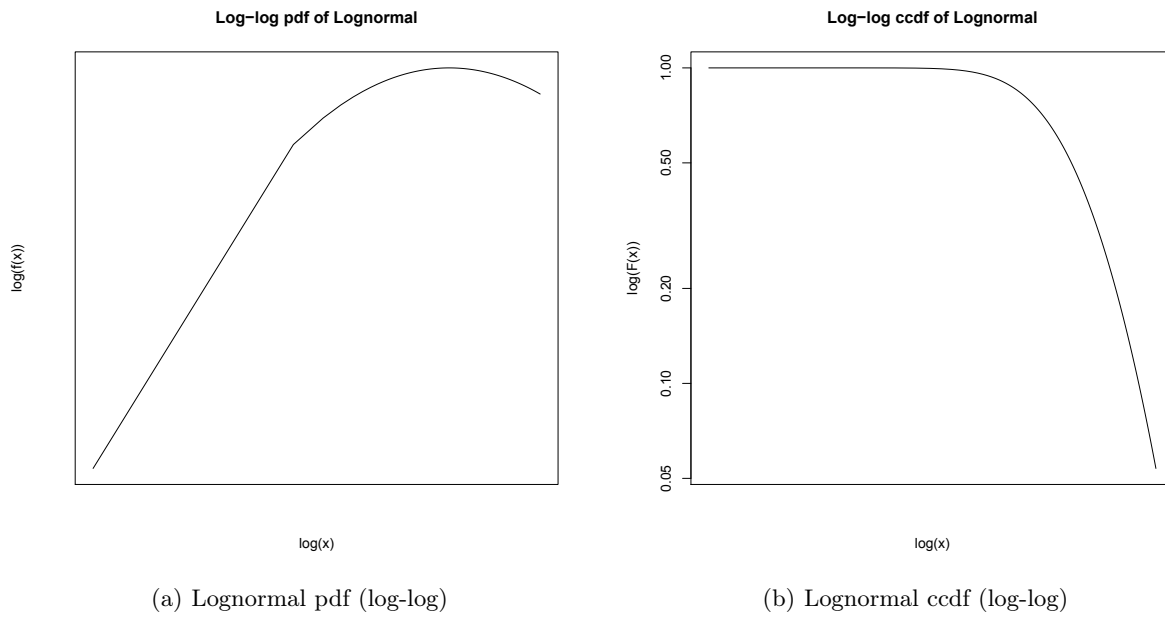 Log−log pdf of Lognormal
log(f(x))
log(x)
(a) Lognormal pdf (log-log)
Log−log ccdf of Lognormal
log(F(x))
1.00
0.50
0.20
0.10
0.05
log(x)
(b) Lognormal ccdf (log-log)